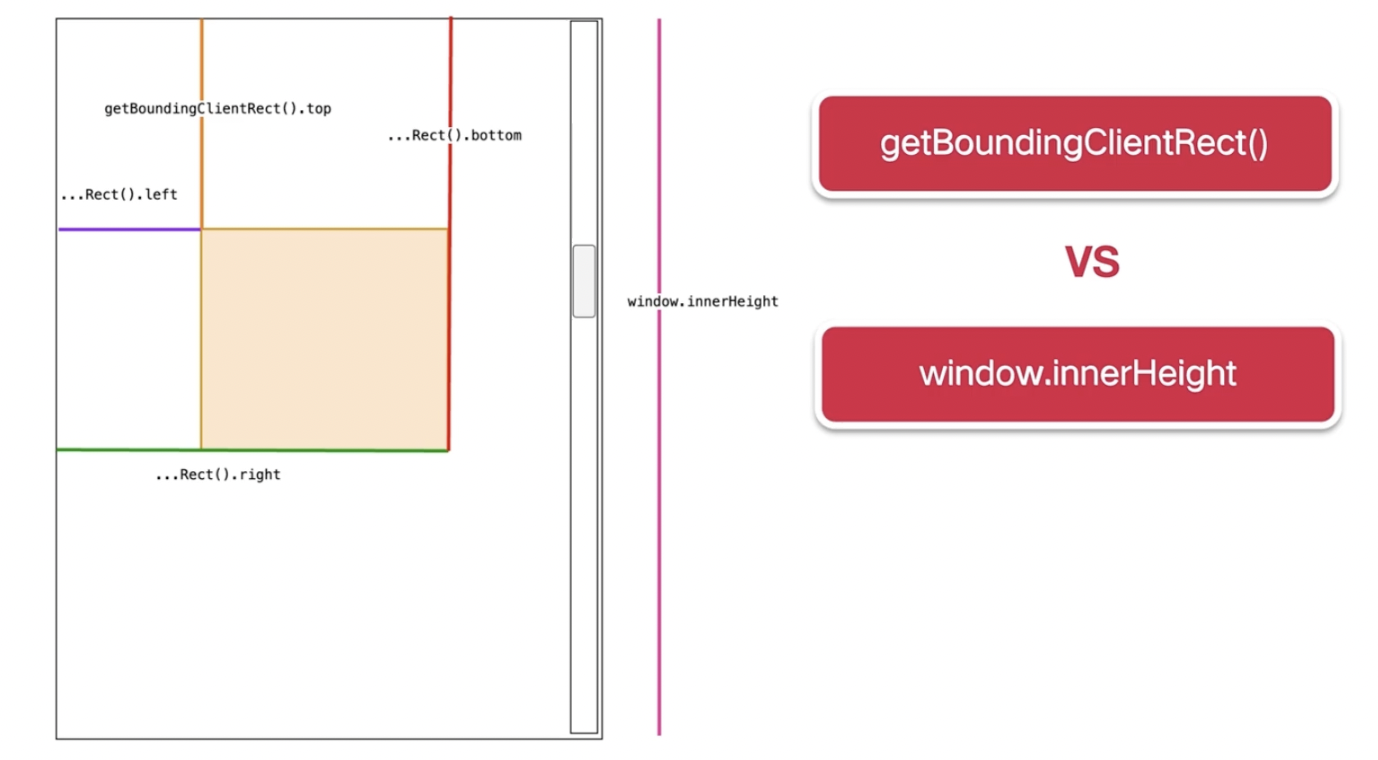 getBoundingClientRect().top
...Rect().bottom
...Rect().left
...Rect().right
window.innerHeight
getBoundingClientRect()
VS
window.innerHeight